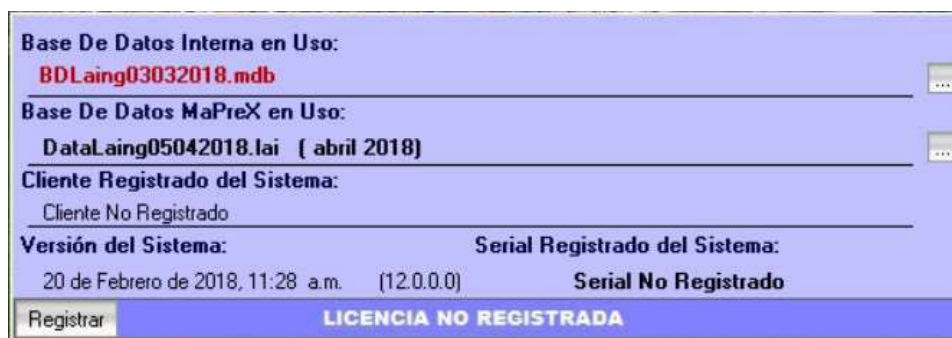 Base De Datos Interna en Uso:
BDLaing03032018.mdb
...
Base De Datos MaPreX en Uso:
DataLaing05042018.lai ( abril 2018)
...
Cliente Registrado del Sistema:
Cliente No Registrado
Versión del Sistema: Serial Registrado del Sistema:
20 de Febrero de 2018, 11:28 a.m. (12.0.0.0) Serial No Registrado
Registrar LICENCIA NO REGISTRADA